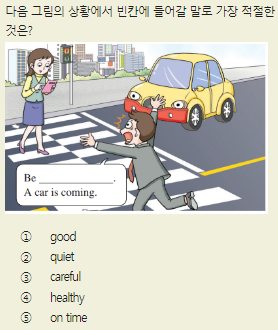 다음 그림의 상황에서 빈칸에 들어갈 말로 가장 적절한
것은?
Be ____________.
A car is coming.
① good
② quiet
③ careful
④ healthy
⑤ on time